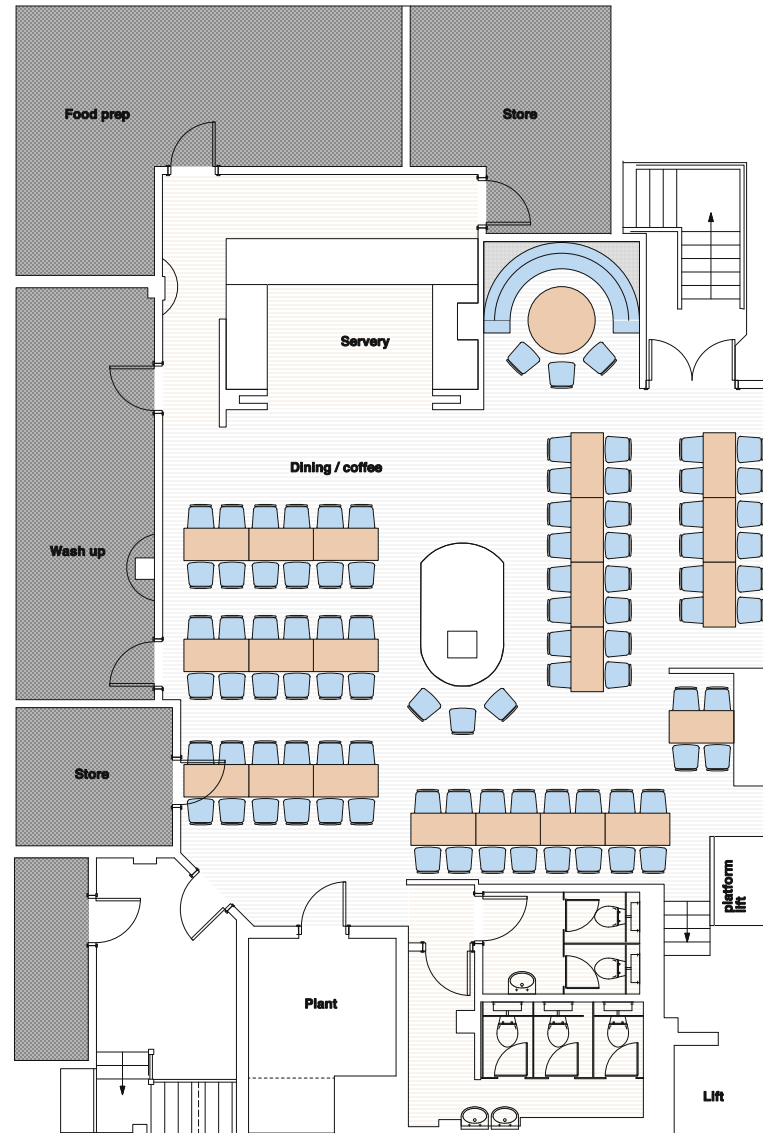 Food prep
Store
Servery
Dining / coffee
Wash up
Store
platform
lift
Plant
Lift